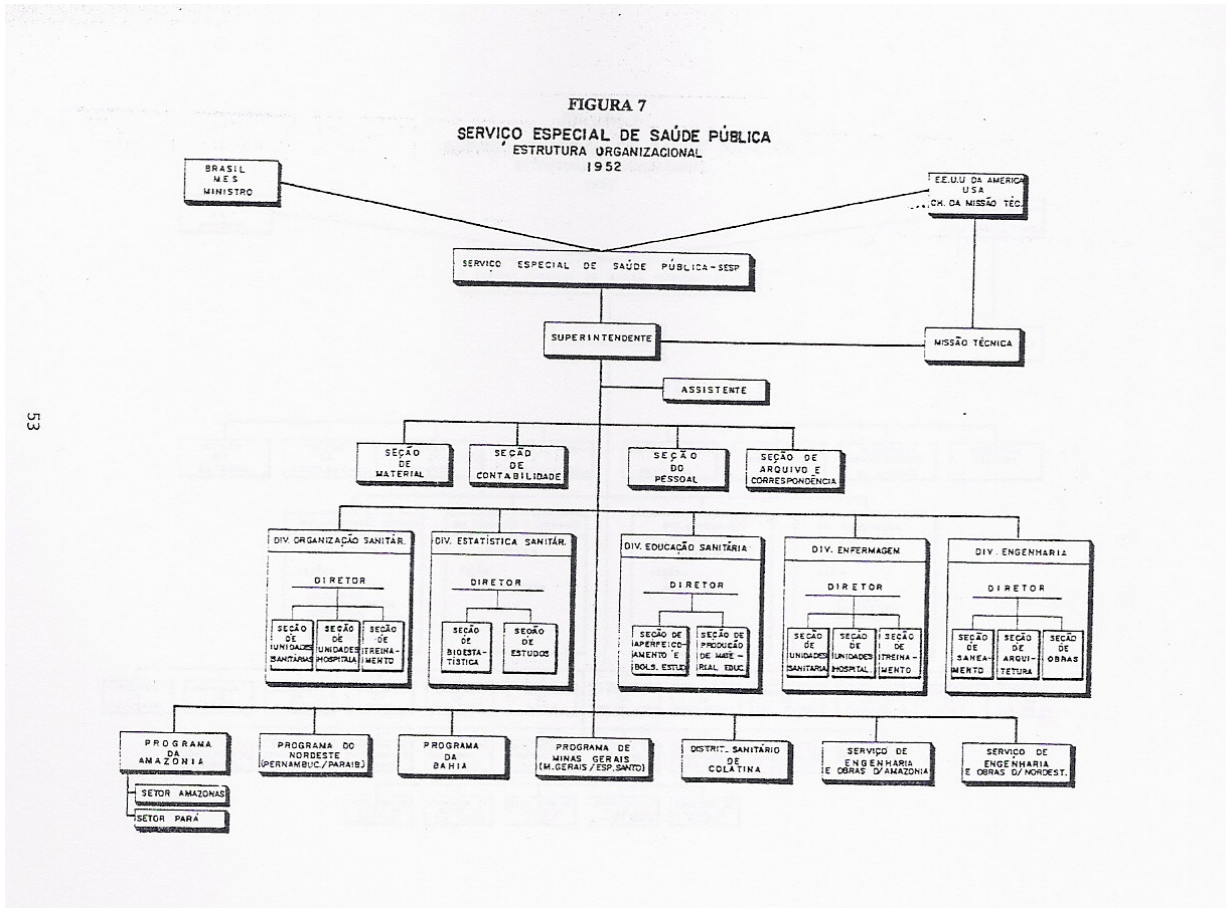 FIGURA 7
SERVIÇO ESPECIAL DE SAÚDE PÚBLICA
ESTRUTURA ORGANIZACIONAL
1952
BRASIL
M.E.S
MINISTRO
E.E.U.U DA AMERICA
USA
CH. DA MISSÃO TÉC.
SERVIÇO ESPECIAL DE SAÚDE PÚBLICA-SESP
SUPERINTENDENTE
MISSÃO TÉCNICA
ASSISTENTE
53
SEÇÃO
DE
MATERIAL
SEÇÃO
DE
CONTABILIDADE
SEÇÃO
DO
PESSOAL
SEÇÃO DE
ARQUIVO E
CORRESPONDÊNCIA
DIV. ORGANIZAÇÃO SANITÁR.
DIRETOR
SEÇÃO
DE
UNIDADES
SANITÁRIAS
SEÇÃO
DE
UNIDADES
HOSPITALA
SEÇÃO
DE
TREINA-
MENTO
DIV. ESTATÍSTICA SANITÁR.
DIRETOR
SEÇÃO
DE
BIOESTA-
TÍSTICA
SEÇÃO
DE
ESTUDOS
DIV. EDUCAÇÃO SANITÁRIA
DIRETOR
SEÇÃO DE
APERFEIÇO-
AMENTO E
BOLS. ESTUD
SEÇÃO DE
PRODUÇÃO
DE MATE-
RIAL EDUC.
DIV. ENFERMAGEM
DIRETOR
SEÇÃO
DE
UNIDADES
SANITARIA
SEÇÃO
DE
UNIDADES
HOSPITAL
SEÇÃO
DE
TREINA-
MENTO
DIV. ENGENHARIA
DIRETOR
SEÇÃO
DE
SANEA-
MENTO
SEÇÃO
DE
ARQUI-
TETURA
SEÇÃO
DE
OBRAS
PROGRAMA
DA
AMAZONIA
SETOR AMAZONAS
SETOR PARÁ
PROGRAMA DO
NORDESTE
(PERNAMBUC./PARAIB)
PROGRAMA
DA
BAHIA
PROGRAMA DE
MINAS GERAIS
(M.GERAIS/ESP.SANTO)
DISTRIT. SANITÁRIO
DE
COLATINA
SERVIÇO DE
ENGENHARIA
E OBRAS D/AMAZONIA
SERVIÇO DE
ENGENHARIA
E OBRAS D/NORDEST.